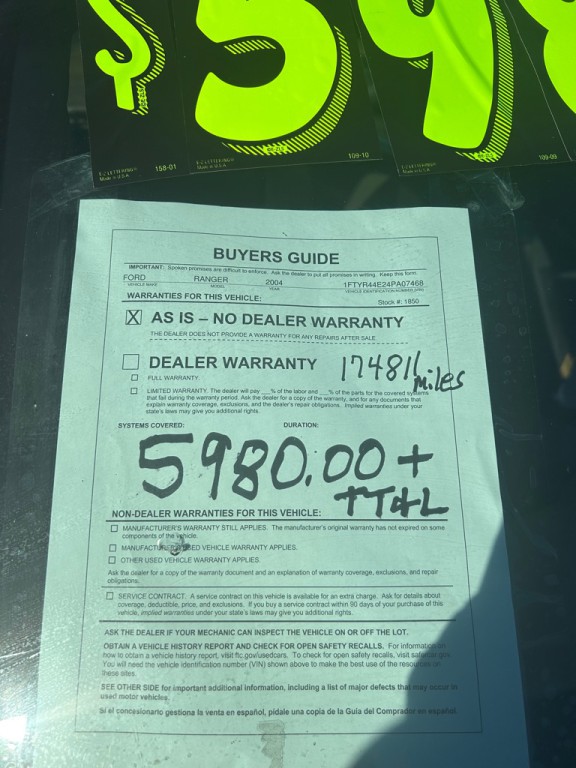 $ 5 9 8
E-Z LETTERING®
Made in U.S.A. 158-01
Made in U.S.A. 109-10
Made in U.S.A. 109-09
BUYERS GUIDE
IMPORTANT: Spoken promises are difficult to enforce. Ask the dealer to put all promises in writing. Keep this form.
FORD RANGER 2004 1FTYR44E24PA07468
VEHICLE MAKE MODEL YEAR VEHICLE IDENTIFICATION NUMBER (VIN)
WARRANTIES FOR THIS VEHICLE: Stock #: 1850
X AS IS – NO DEALER WARRANTY
THE DEALER DOES NOT PROVIDE A WARRANTY FOR ANY REPAIRS AFTER SALE.
DEALER WARRANTY 174811 miles
FULL WARRANTY.
LIMITED WARRANTY. The dealer will pay ___% of the labor and ___% of the parts for the covered systems
that fail during the warranty period. Ask the dealer for a copy of the warranty, and for any documents that
explain warranty coverage, exclusions, and the dealer's repair obligations. Implied warranties under your
state's laws may give you additional rights.
SYSTEMS COVERED: DURATION:
5980.00 +
TT&L
NON-DEALER WARRANTIES FOR THIS VEHICLE:
MANUFACTURER'S WARRANTY STILL APPLIES. The manufacturer's original warranty has not expired on some
components of the vehicle.
MANUFACTURER'S USED VEHICLE WARRANTY APPLIES.
OTHER USED VEHICLE WARRANTY APPLIES.
Ask the dealer for a copy of the warranty document and an explanation of warranty coverage, exclusions, and repair
obligations.
SERVICE CONTRACT. A service contract on this vehicle is available for an extra charge. Ask for details about
coverage, deductible, price, and exclusions. If you buy a service contract within 90 days of your purchase of this
vehicle, implied warranties under your state's laws may give you additional rights.
ASK THE DEALER IF YOUR MECHANIC CAN INSPECT THE VEHICLE ON OR OFF THE LOT.
OBTAIN A VEHICLE HISTORY REPORT AND CHECK FOR OPEN SAFETY RECALLS. For information on
how to obtain a vehicle history report, visit ftc.gov/usedcars. To check for open safety recalls, visit safercar.gov.
You will need the vehicle identification number (VIN) shown above to make the best use of the resources on
these sites.
SEE OTHER SIDE for important additional information, including a list of major defects that may occur in
used motor vehicles.
Si el concesionario gestiona la venta en español, pídale una copia de la Guía del Comprador en español.